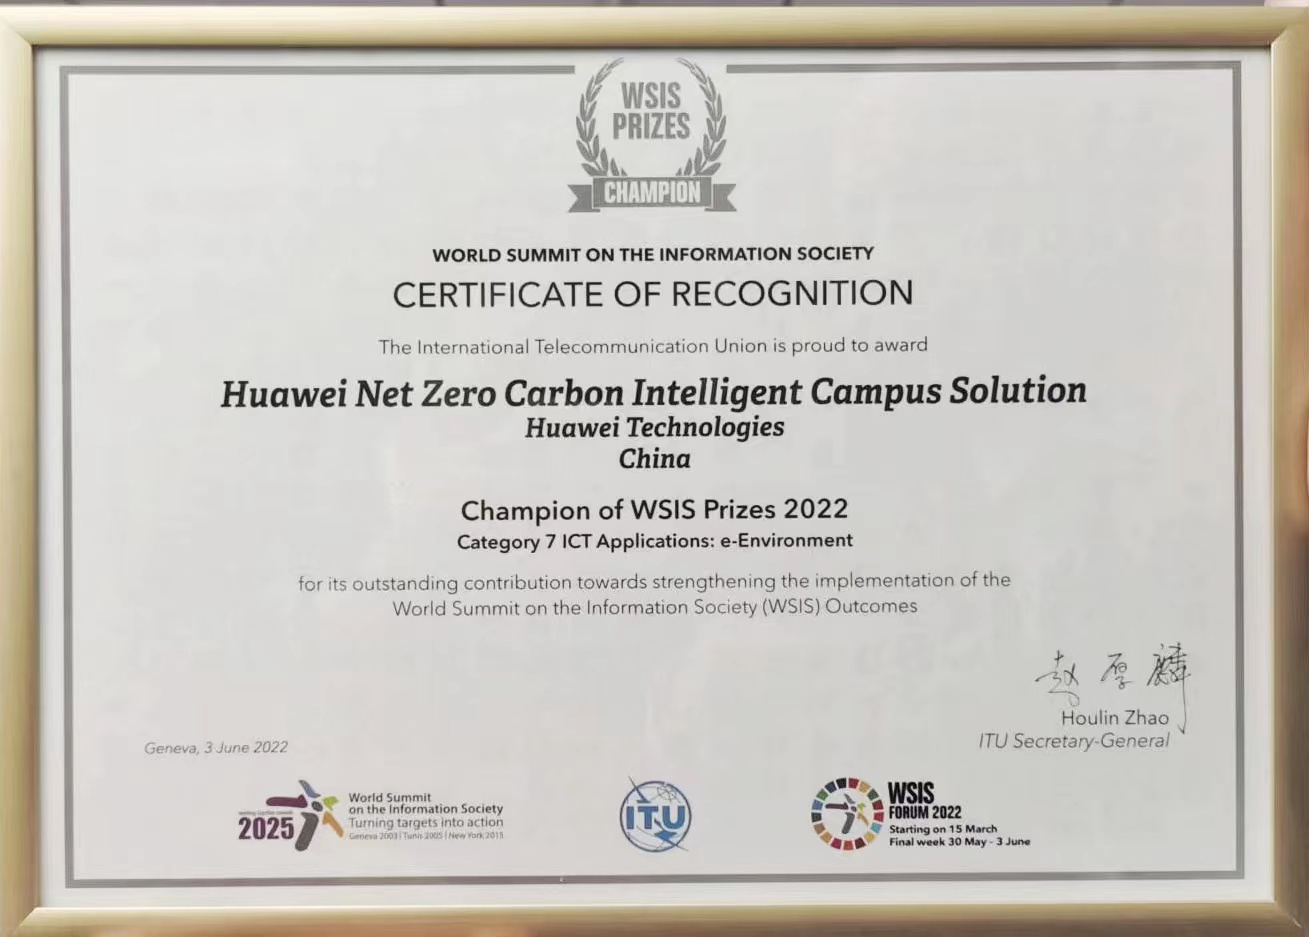 WSIS
PRIZES
CHAMPION
WORLD SUMMIT ON THE INFORMATION SOCIETY
CERTIFICATE OF RECOGNITION
The International Telecommunication Union is proud to award
Huawei Net Zero Carbon Intelligent Campus Solution
Huawei Technologies
China
Champion of WSIS Prizes 2022
Category 7 ICT Applications: e-Environment
for its outstanding contribution towards strengthening the implementation of the
World Summit on the Information Society (WSIS) Outcomes
赵厚麟
Houlin Zhao
ITU Secretary-General
Geneva, 3 June 2022
2025
World Summit
on the Information Society
Turning targets into action
Geneva 2003 | Tunis 2005 | New York 2015
ITU
WSIS
FORUM 2022
Starting on 15 March
Final week 30 May - 3 June